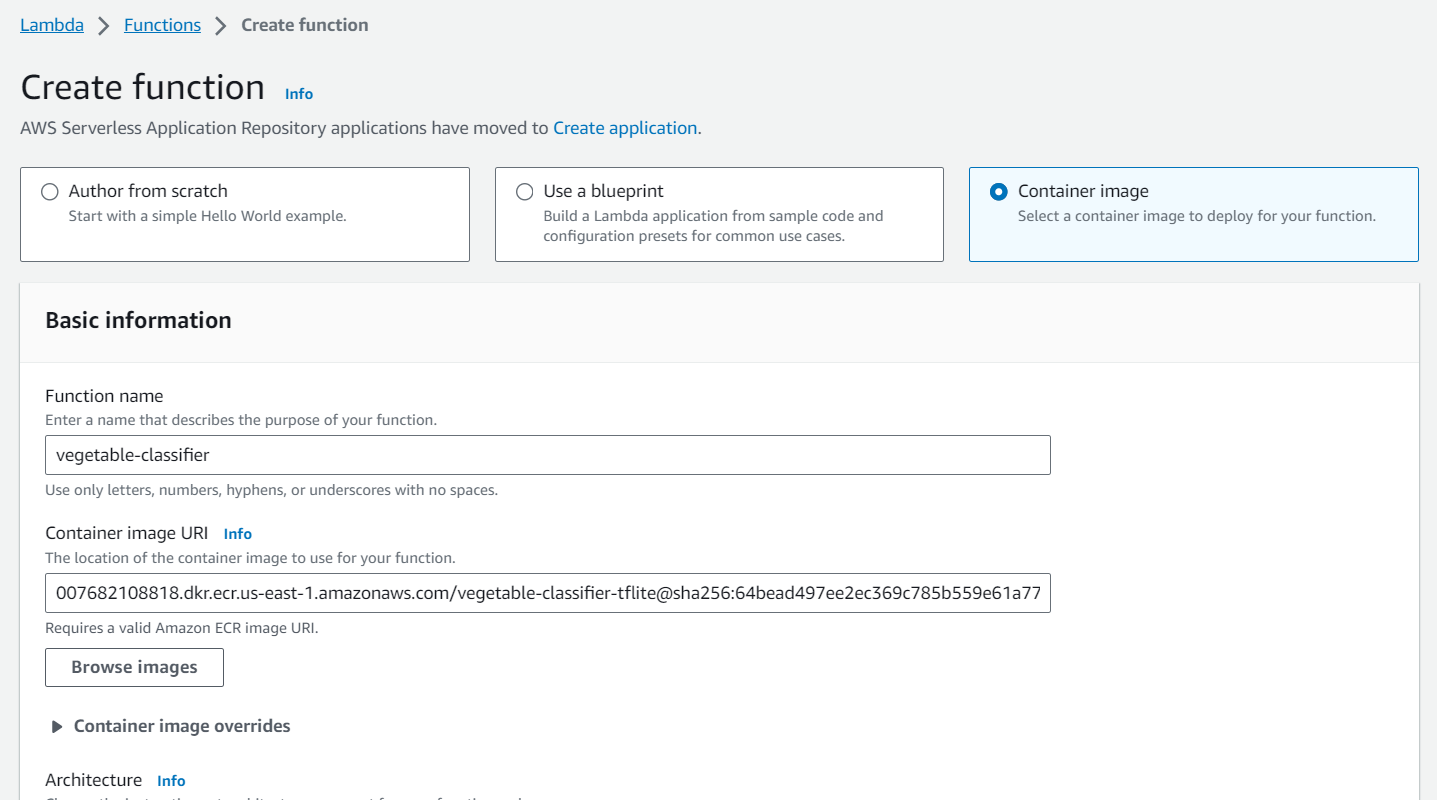 Lambda > Functions > Create function
Create function Info
AWS Serverless Application Repository applications have moved to Create application.
Author from scratch
Start with a simple Hello World example.
Use a blueprint
Build a Lambda application from sample code and
configuration presets for common use cases.
Container image
Select a container image to deploy for your function.
Basic information
Function name
Enter a name that describes the purpose of your function.
vegetable-classifier
Use only letters, numbers, hyphens, or underscores with no spaces.
Container image URI Info
The location of the container image to use for your function.
007682108818.dkr.ecr.us-east-1.amazonaws.com/vegetable-classifier-tflite@sha256:64bead497ee2ec369c785b559e61a77
Requires a valid Amazon ECR image URI.
Browse images
Container image overrides
Architecture Info